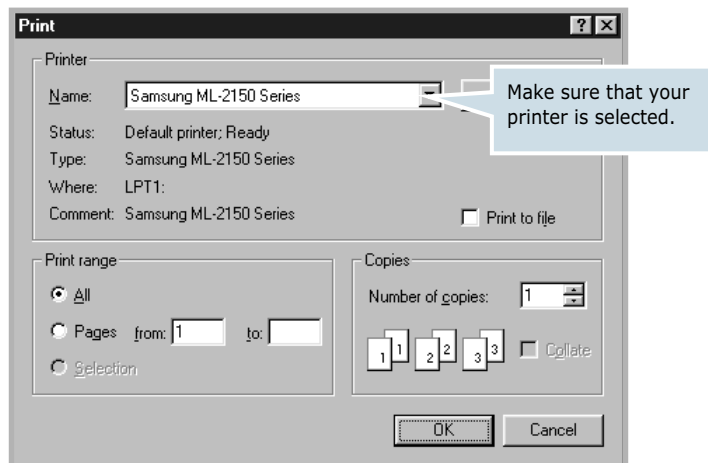 Print
Printer
Name: Samsung ML-2150 Series
Make sure that your
printer is selected.
Status: Default printer; Ready
Type: Samsung ML-2150 Series
Where: LPT1:
Comment: Samsung ML-2150 Series
Print to file
Print range
All
Pages from: 1 to:
Selection
Copies
Number of copies: 1
1 1 2 2 3 3 Collate
OK Cancel